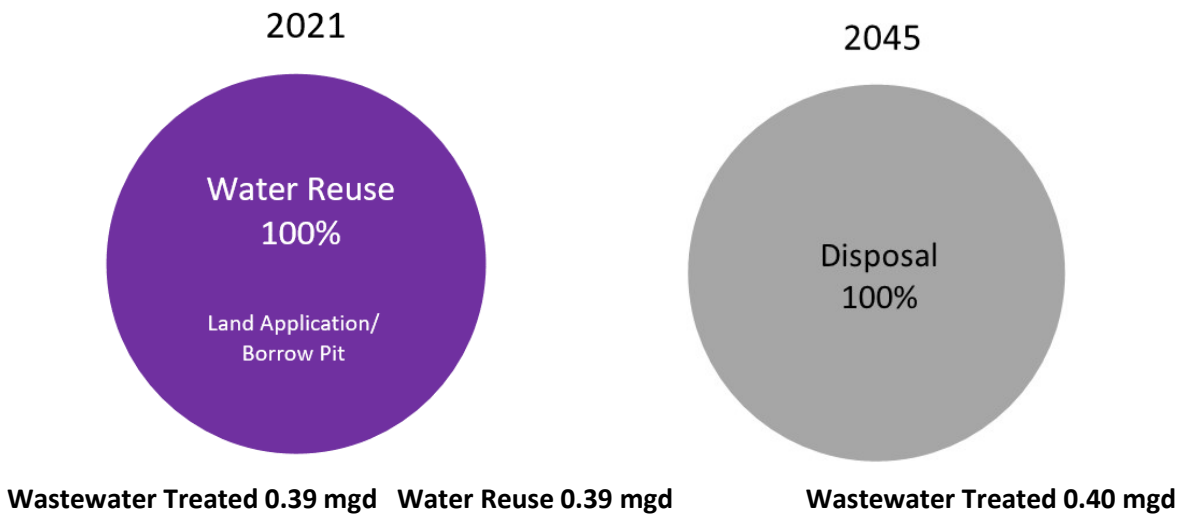 2021
2045
Water Reuse
100%
Land Application/
Borrow Pit
Disposal
100%
Wastewater Treated 0.39 mgd Water Reuse 0.39 mgd
Wastewater Treated 0.40 mgd